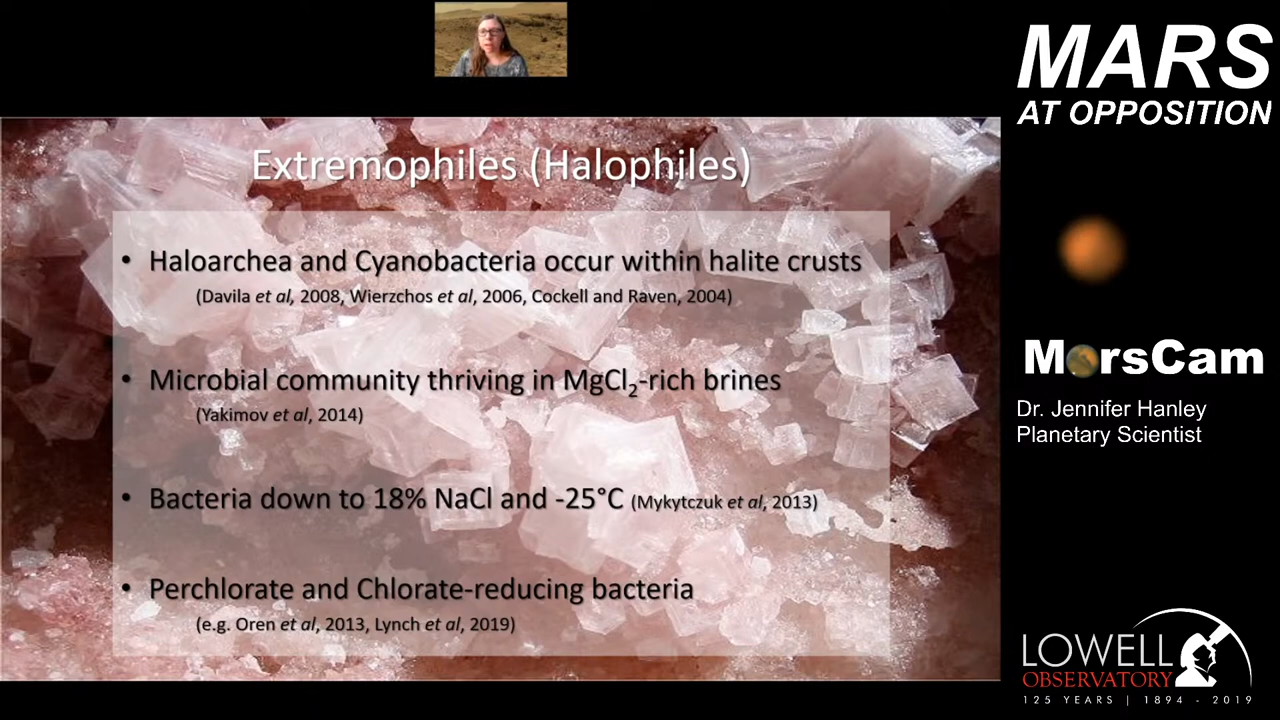 Extremophiles (Halophiles)
• Haloarchea and Cyanobacteria occur within halite crusts
(Davila et al, 2008, Wierzchos et al, 2006, Cockell and Raven, 2004)
• Microbial community thriving in MgCl₂-rich brines
(Yakimov et al, 2014)
• Bacteria down to 18% NaCl and -25°C (Mykytczuk et al, 2013)
• Perchlorate and Chlorate-reducing bacteria
(e.g. Oren et al, 2013, Lynch et al, 2019)
MARS
AT OPPOSITION
MarsCam
Dr. Jennifer Hanley
Planetary Scientist
LOWELL
OBSERVATORY
125 YEARS | 1894 - 2019